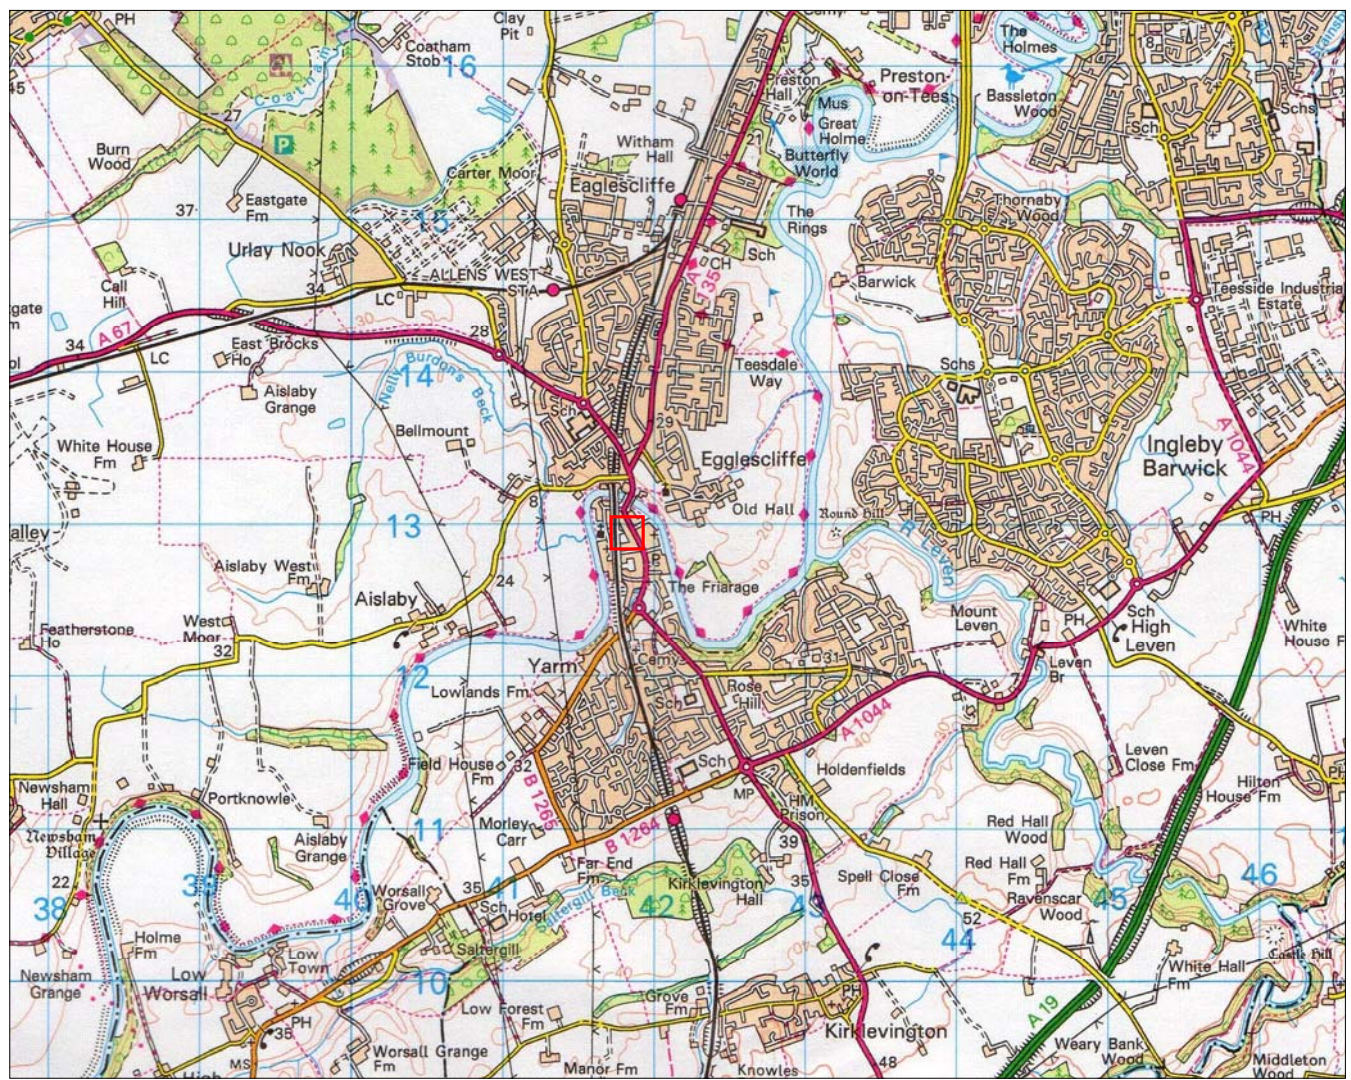 PH
Clay
Pit
Cemy
The
Holmes
Coatham
Stob
16
Preston
Hall
Preston-
on-Tees
8
P
45
27
Mus
Great
Holme
Bassleton
Wood
Sch
Schs
Burn
Wood
P
Witham
Hall
21
Butterfly
World
Carter Moor
Eaglescliffe
37
Eastgate
Fm
15
The
Rings
Thornaby
Wood
Urlay Nook
Sch
CH
ALLENS WEST
STA
A 135
Barwick
Call
Hill
34
LC
Teesside Industrial
Estate
A 67
30
28
34
LC
East Brocks
Ho
Nelly Burdon's Beck
14
Teesdale
Way
Schs
Aislaby
Grange
Sch
29
A 1044
Bellmount
White House
Fm
Egglescliffe
Ingleby
Barwick
8
Old Hall
Round Hill
PH
13
20
10
R Leven
alley
Aislaby West
Fm
24
P
The Friarage
Aislaby
Mount
Leven
Sch
High
Leven
PH
Featherstone
Ho
West
Moor
32
White
House F
12
Yarm
Cemy
31
Leven
Br
Lowlands Fm
Rose
Hill
7
Sch
A 1044
Field House
Fm
32
Sch
Holdenfields
Leven
Close Fm
Newsham
Hall
Portknowle
B 1265
MP
HM
Prison
Hilton
House Fm
Newsham
Village
Aislaby
Grange
11
Morley
Carr
B 1264
39
Red Hall
Wood
22
Far End
Fm
Red Hall
Fm
46
38
39
40
Worsall
Grove
35
41
Saltergill Beck
42
Kirklevington
Hall
35
43
Spell Close
Fm
45
Ravenscar
Wood
Sch
Hotel
52
44
Holme
Fm
Low
Town
Saltergill
White Hall
Fm
Castle Hill
Newsham
Grange
Low
Worsall
10
Grove
Fm
PH
A 19
PH
35
Low Forest
Fm
Kirklevington
MS
Worsall Grange
Fm
Manor Fm
Knowles
48
Weary Bank
Wood
Middleton
Wood
High